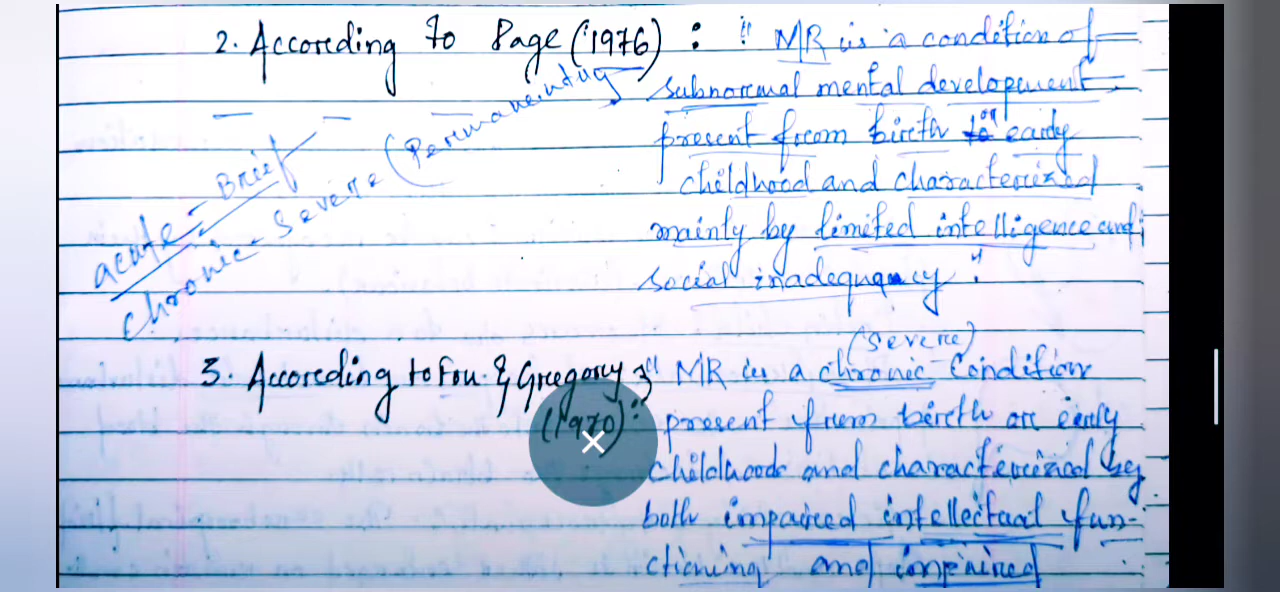 2. According to Page (1976) : " MR is a condition of
subnormal mental development
present from birth or early
childhood and characterized
mainly by limited intelligence and
social inadequacy ."
acute = Brief
chronic - Severe (Permanent
3. According to & Gregory " MR is a chronic (severe) Condition
(1970) : present from birth or early
childhood and characterized by
both impaired intellectual fun-
ctioning and impaired